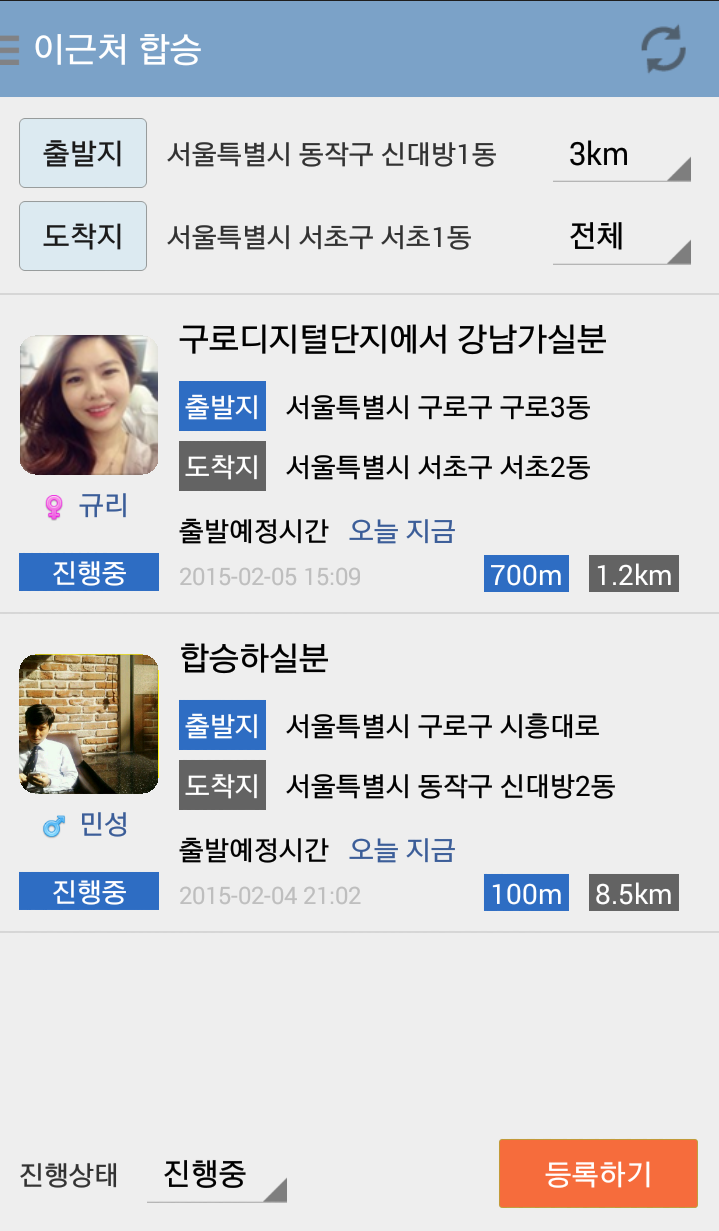 이근처 합승
출발지 서울특별시 동작구 신대방1동 3km
도착지 서울특별시 서초구 서초1동 전체
구로디지털단지에서 강남가실분
출발지 서울특별시 구로구 구로3동
도착지 서울특별시 서초구 서초2동
규리
출발예정시간 오늘 지금
진행중 2015-02-05 15:09 700m 1.2km
합승하실분
출발지 서울특별시 구로구 시흥대로
도착지 서울특별시 동작구 신대방2동
민성
출발예정시간 오늘 지금
진행중 2015-02-04 21:02 100m 8.5km
진행상태 진행중 등록하기